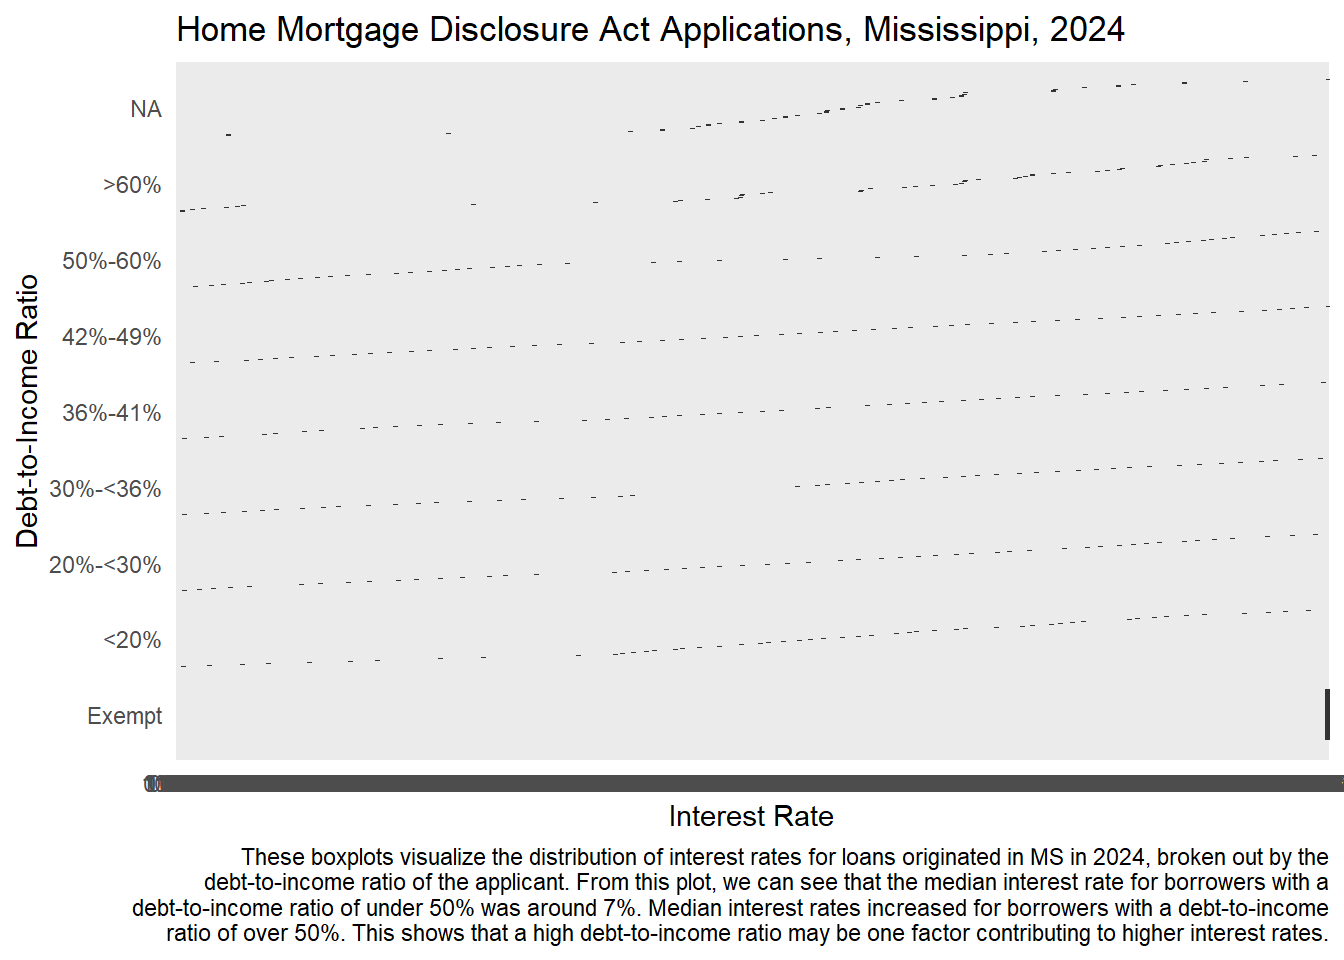 Home Mortgage Disclosure Act Applications, Mississippi, 2024
NA
>60%
50%-60%
42%-49%
36%-41%
30%-<36%
20%-<30%
<20%
Exempt
Debt-to-Income Ratio
Interest Rate
These boxplots visualize the distribution of interest rates for loans originated in MS in 2024, broken out by the
debt-to-income ratio of the applicant. From this plot, we can see that the median interest rate for borrowers with a
debt-to-income ratio of under 50% was around 7%. Median interest rates increased for borrowers with a debt-to-income
ratio of over 50%. This shows that a high debt-to-income ratio may be one factor contributing to higher interest rates.